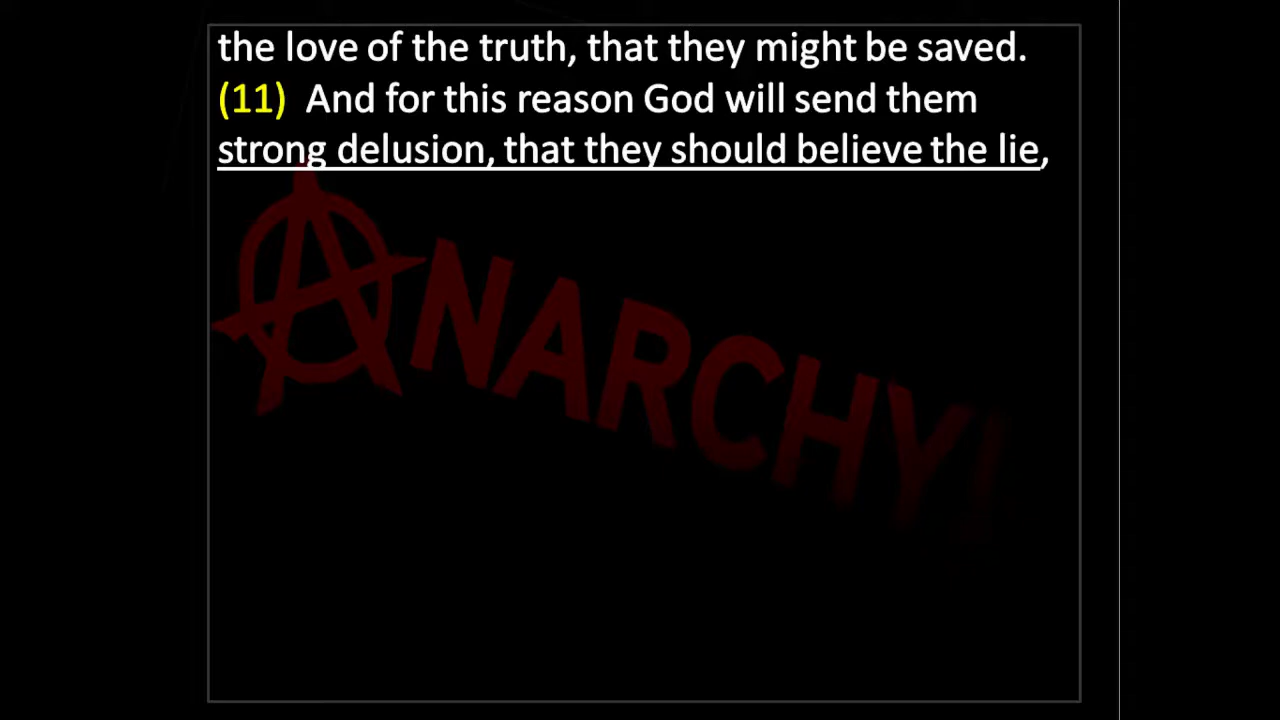 the love of the truth, that they might be saved.
(11) And for this reason God will send them
strong delusion, that they should believe the lie,
ANARCHY!